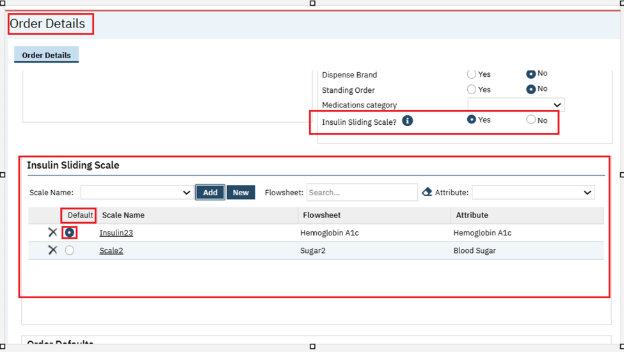 Order Details
Order Details
Dispense Brand Yes No
Standing Order Yes No
Medications category
Insulin Sliding Scale? i Yes No
Insulin Sliding Scale
Scale Name: Add New Flowsheet: Search... Attribute:
Default Scale Name Flowsheet Attribute
Insulin23 Hemoglobin A1c Hemoglobin A1c
Scale2 Sugar2 Blood Sugar
Order Defaults